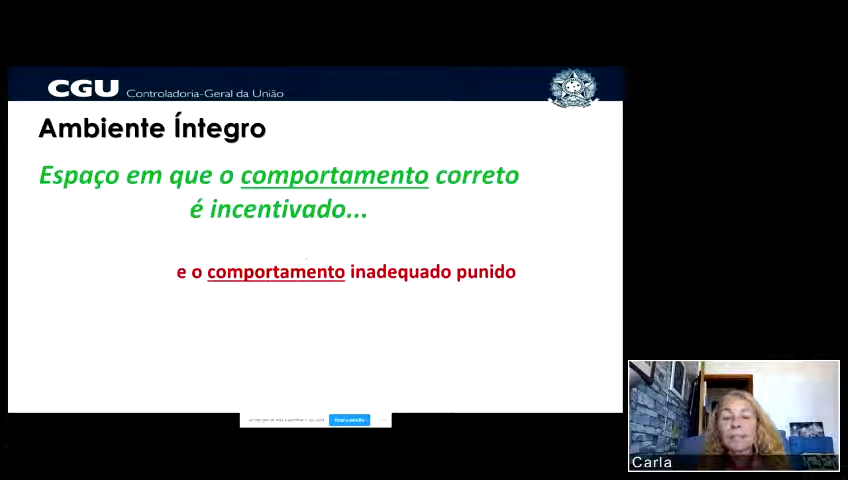 CGU Controladoria-Geral da União
Ambiente Íntegro
Espaço em que o comportamento correto
é incentivado...
e o comportamento inadequado punido
Carla